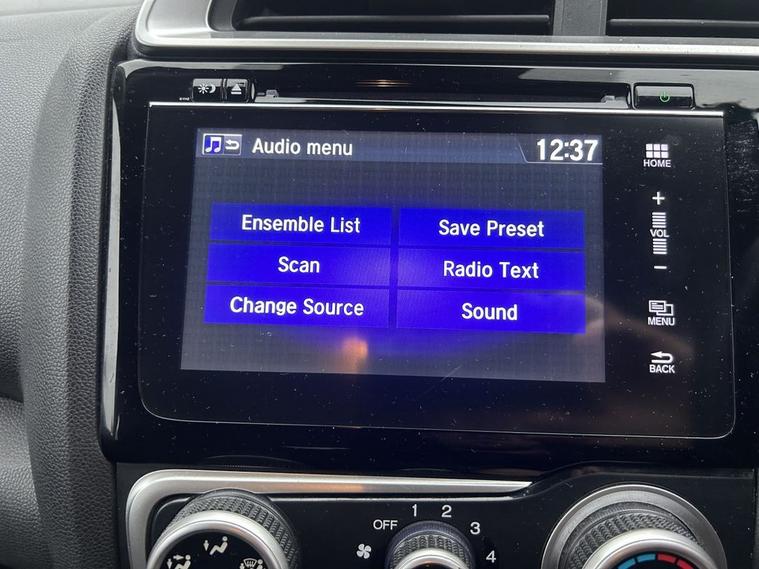 Audio menu 12:37
HOME
Ensemble List Save Preset
+
VOL
−
Scan Radio Text
Change Source Sound
MENU
BACK
OFF 1 2 3 4